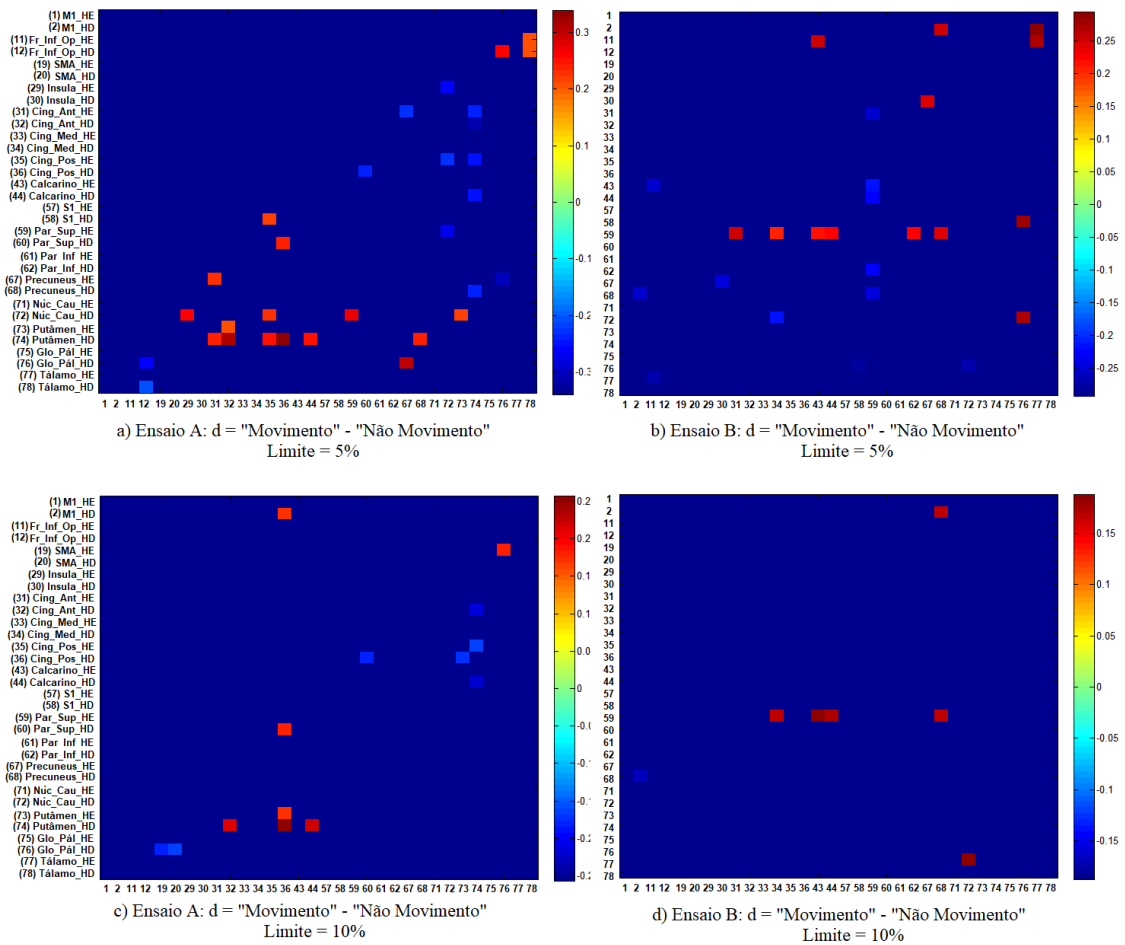 (1) M1_HE
(2) M1_HD
(11) Fr_Inf_Op_HE
(12) Fr_Inf_Op_HD
(19) SMA_HE
(20) SMA_HD
(29) Insula_HE
(30) Insula_HD
(31) Cing_Ant_HE
(32) Cing_Ant_HD
(33) Cing_Med_HE
(34) Cing_Med_HD
(35) Cing_Pos_HE
(36) Cing_Pos_HD
(43) Calcarino_HE
(44) Calcarino_HD
(57) S1_HE
(58) S1_HD
(59) Par_Sup_HE
(60) Par_Sup_HD
(61) Par Inf HE
(62) Par_Inf_HD
(67) Precuneus_HE
(68) Precuneus_HD
(71) Núc_Cau_HE
(72) Núc_Cau_HD
(73) Putâmen_HE
(74) Putâmen_HD
(75) Glo_Pál_HE
(76) Glo_Pál_HD
(77) Tálamo_HE
(78) Tálamo_HD
1 2 11 12 19 20 29 30 31 32 33 34 35 36 43 44 57 58 59 60 61 62 67 68 71 72 73 74 75 76 77 78
0.3
0.2
0.1
0
-0.1
-0.2
-0.3
a) Ensaio A: d = "Movimento" - "Não Movimento"
Limite = 5%
1
2
11
12
19
20
29
30
31
32
33
34
35
36
43
44
57
58
59
60
61
62
67
68
71
72
73
74
75
76
77
78
1 2 11 12 19 20 29 30 31 32 33 34 35 36 43 44 57 58 59 60 61 62 67 68 71 72 73 74 75 76 77 78
0.25
0.2
0.15
0.1
0.05
0
-0.05
-0.1
-0.15
-0.2
-0.25
b) Ensaio B: d = "Movimento" - "Não Movimento"
Limite = 5%
(1) M1_HE
(2) M1_HD
(11) Fr_Inf_Op_HE
(12) Fr_Inf_Op_HD
(19) SMA_HE
(20) SMA_HD
(29) Insula_HE
(30) Insula_HD
(31) Cing_Ant_HE
(32) Cing_Ant_HD
(33) Cing_Med_HE
(34) Cing_Med_HD
(35) Cing_Pos_HE
(36) Cing_Pos_HD
(43) Calcarino_HE
(44) Calcarino_HD
(57) S1_HE
(58) S1_HD
(59) Par_Sup_HE
(60) Par_Sup_HD
(61) Par Inf HE
(62) Par_Inf_HD
(67) Precuneus_HE
(68) Precuneus_HD
(71) Núc_Cau_HE
(72) Núc_Cau_HD
(73) Putâmen_HE
(74) Putâmen_HD
(75) Glo_Pál_HE
(76) Glo_Pál_HD
(77) Tálamo_HE
(78) Tálamo_HD
1 2 11 12 19 20 29 30 31 32 33 34 35 36 43 44 57 58 59 60 61 62 67 68 71 72 73 74 75 76 77 78
0.2
0.2
0.1
0.1
0.0
0
-0.0
-0.1
-0.1
-0.2
-0.2
c) Ensaio A: d = "Movimento" - "Não Movimento"
Limite = 10%
1
2
11
12
19
20
29
30
31
32
33
34
35
36
43
44
57
58
59
60
61
62
67
68
71
72
73
74
75
76
77
78
1 2 11 12 19 20 29 30 31 32 33 34 35 36 43 44 57 58 59 60 61 62 67 68 71 72 73 74 75 76 77 78
0.15
0.1
0.05
0
-0.05
-0.1
-0.15
d) Ensaio B: d = "Movimento" - "Não Movimento"
Limite = 10%